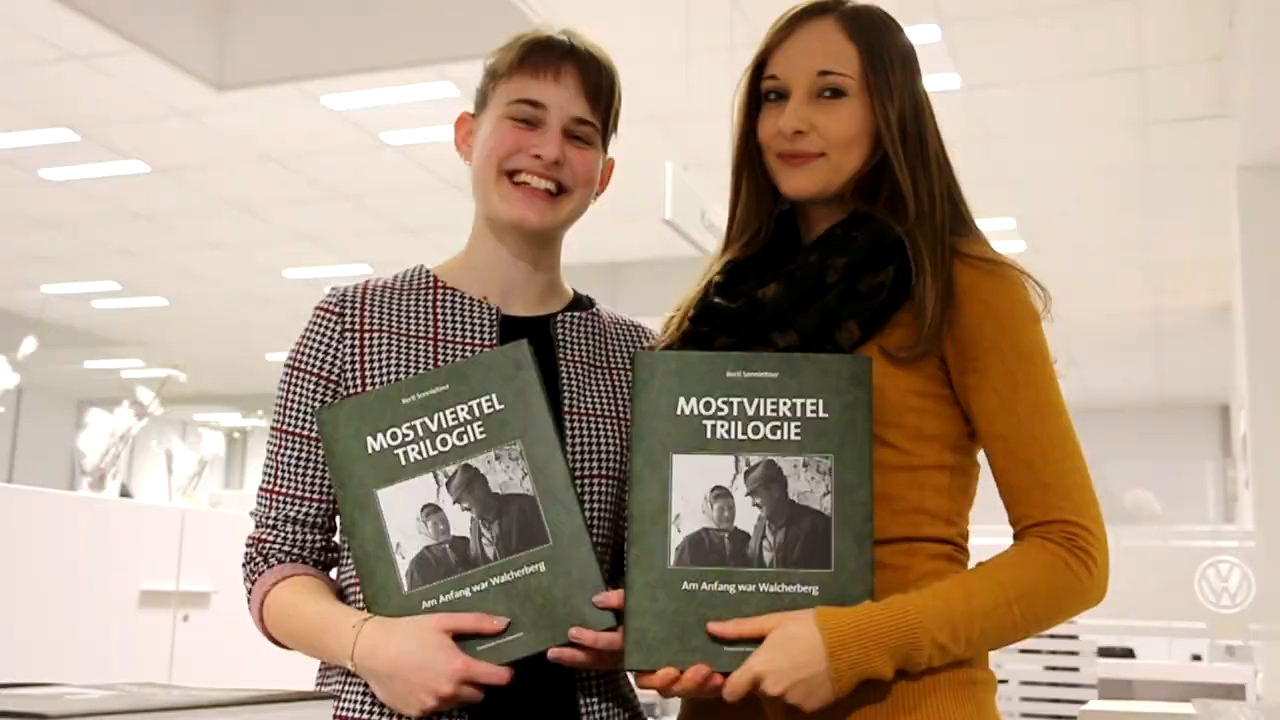 MOSTVIERTEL
TRILOGIE
Am Anfang war Walcherberg
MOSTVIERTEL
TRILOGIE
Am Anfang war Walcherberg